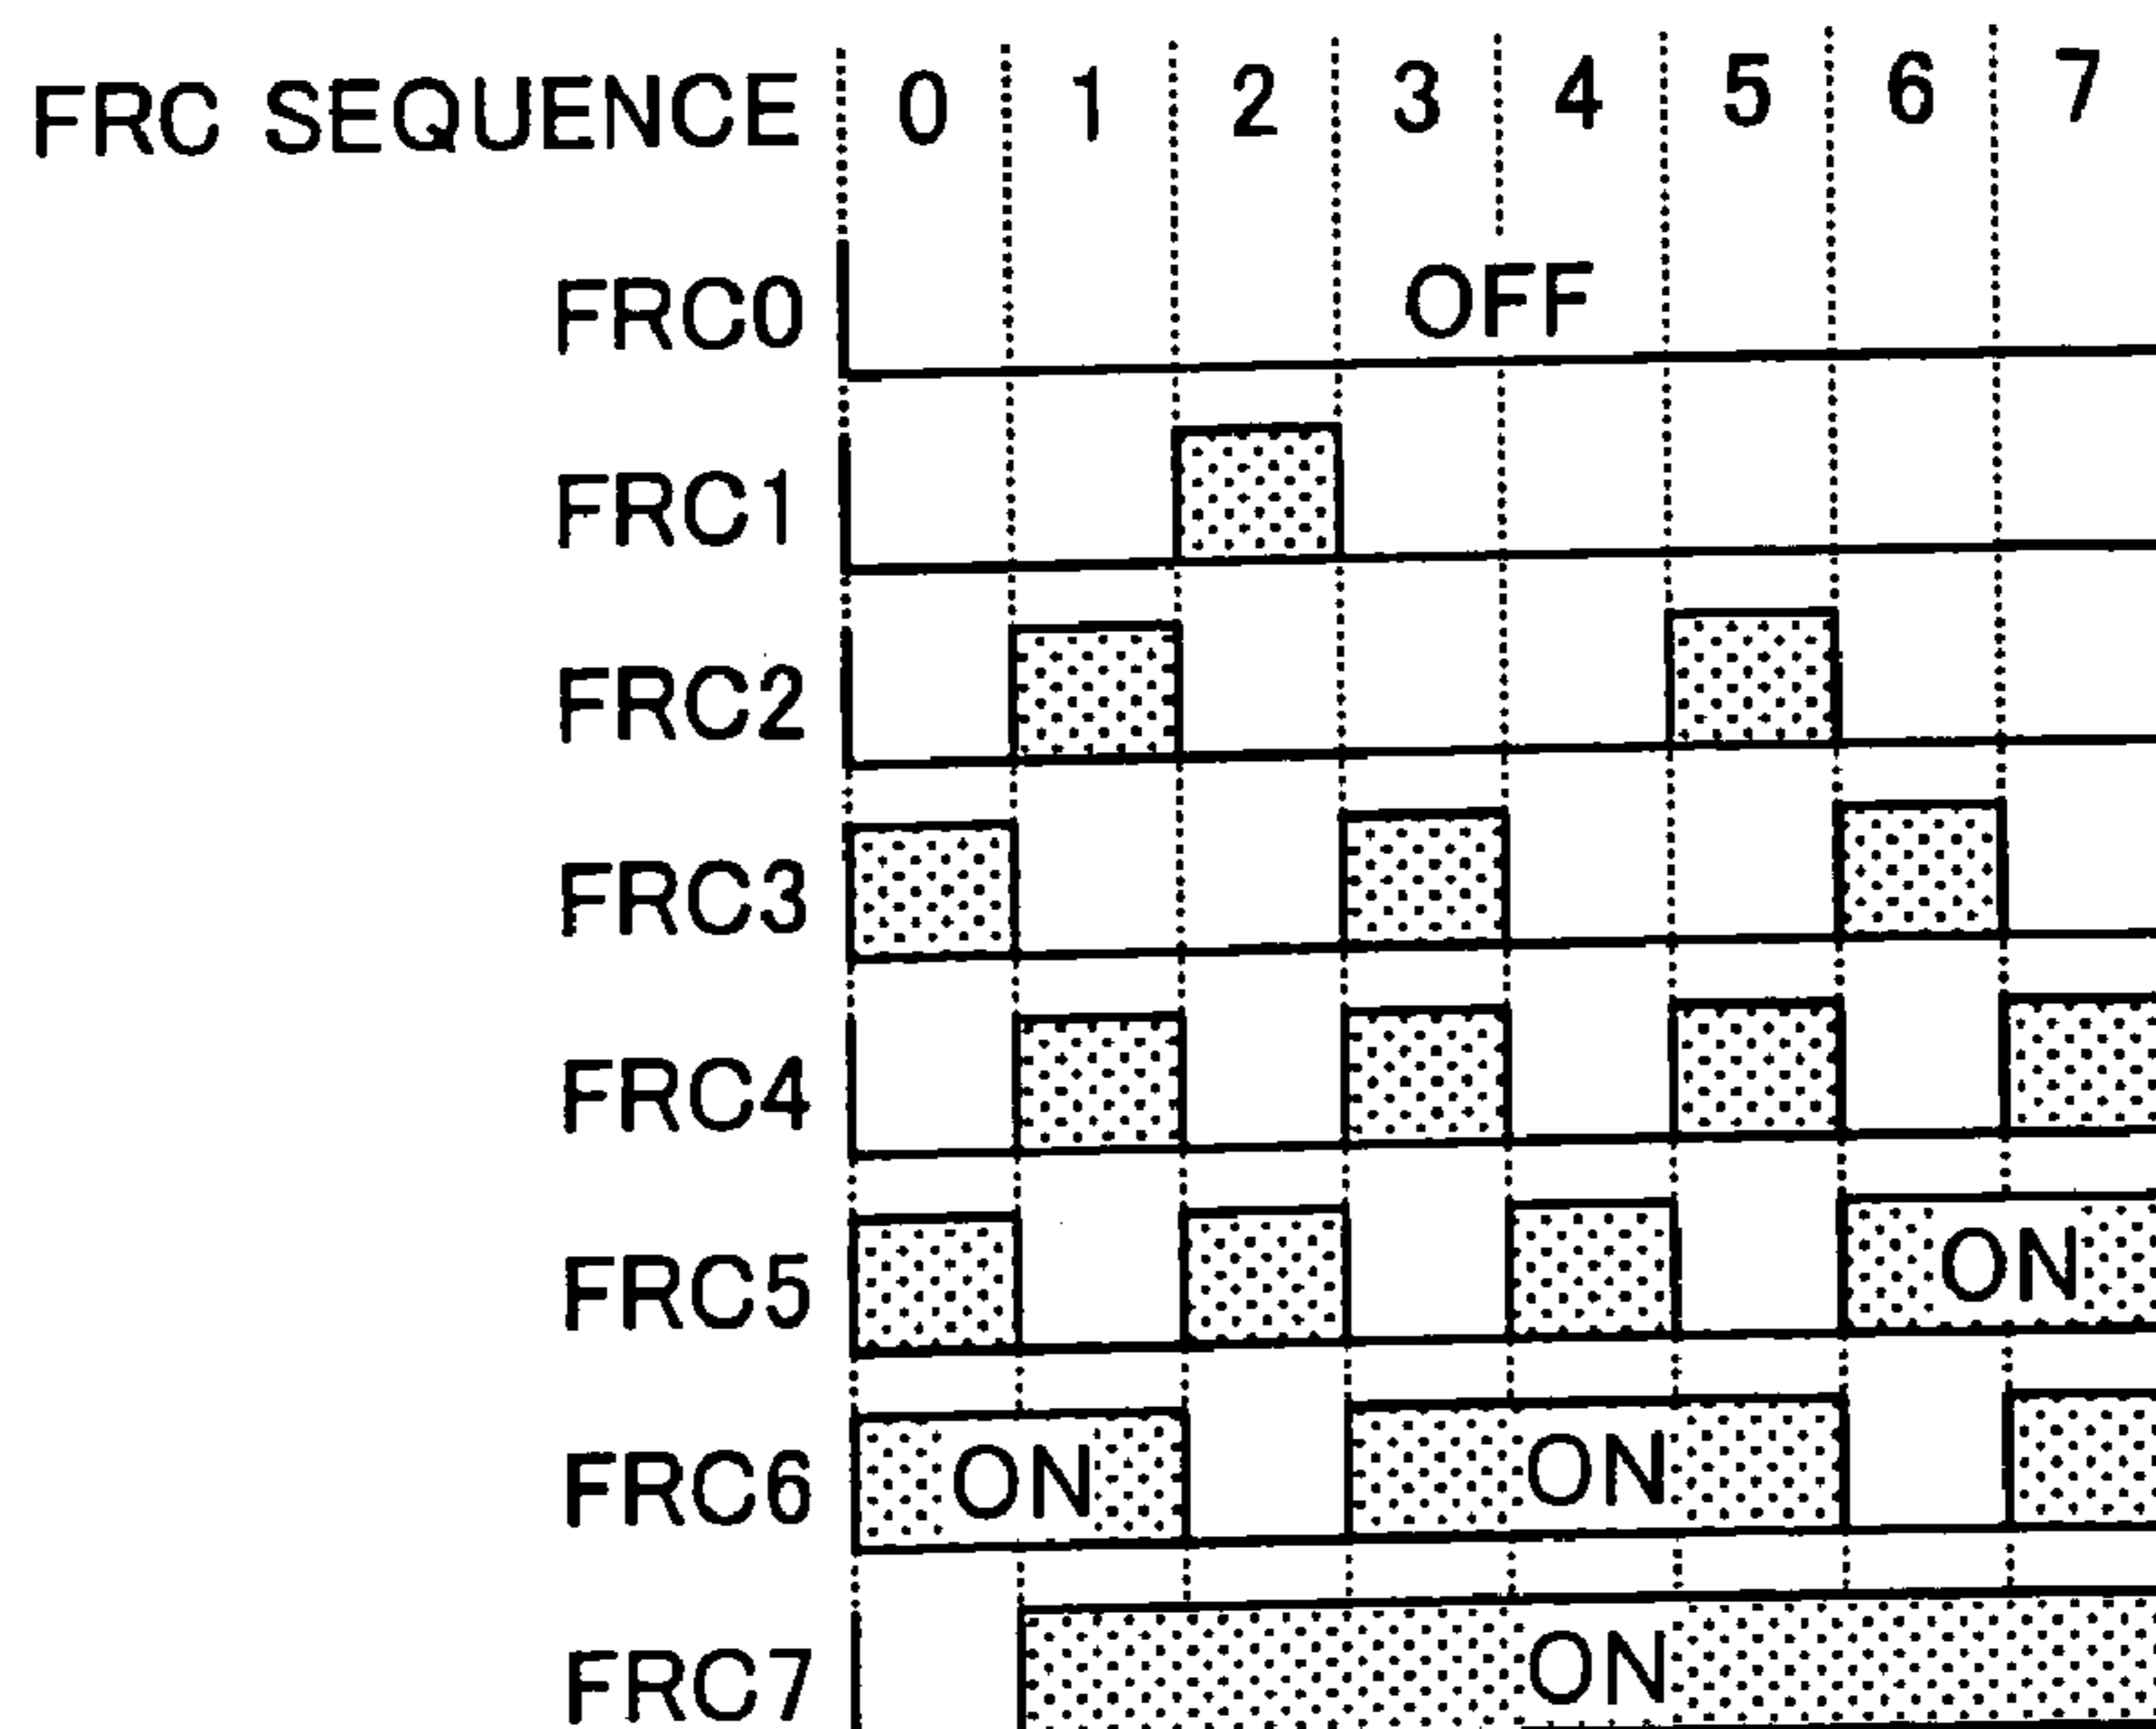 FRC SEQUENCE 0 1 2 3 4 5 6 7
FRC0 OFF
FRC1
FRC2
FRC3
FRC4
FRC5 ON
FRC6 ON ON
FRC7 ON